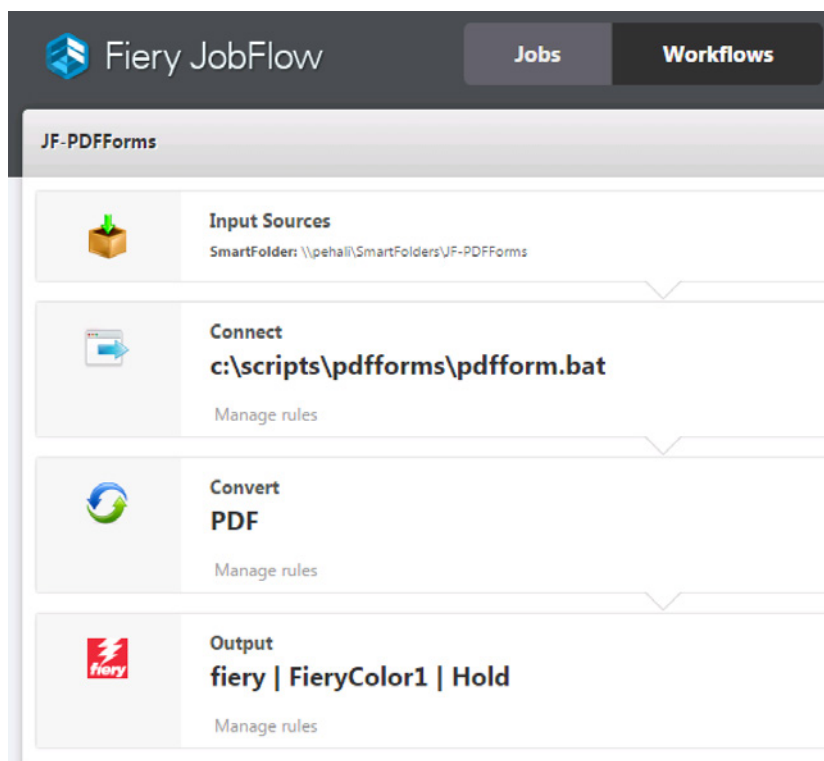 Fiery JobFlow
Jobs
Workflows
JF-PDFForms
Input Sources
SmartFolder: \\pehali\SmartFolders\JF-PDFForms
Connect
c:\scripts\pdfforms\pdfform.bat
Manage rules
Convert
PDF
Manage rules
fiery
Output
fiery | FieryColor1 | Hold
Manage rules